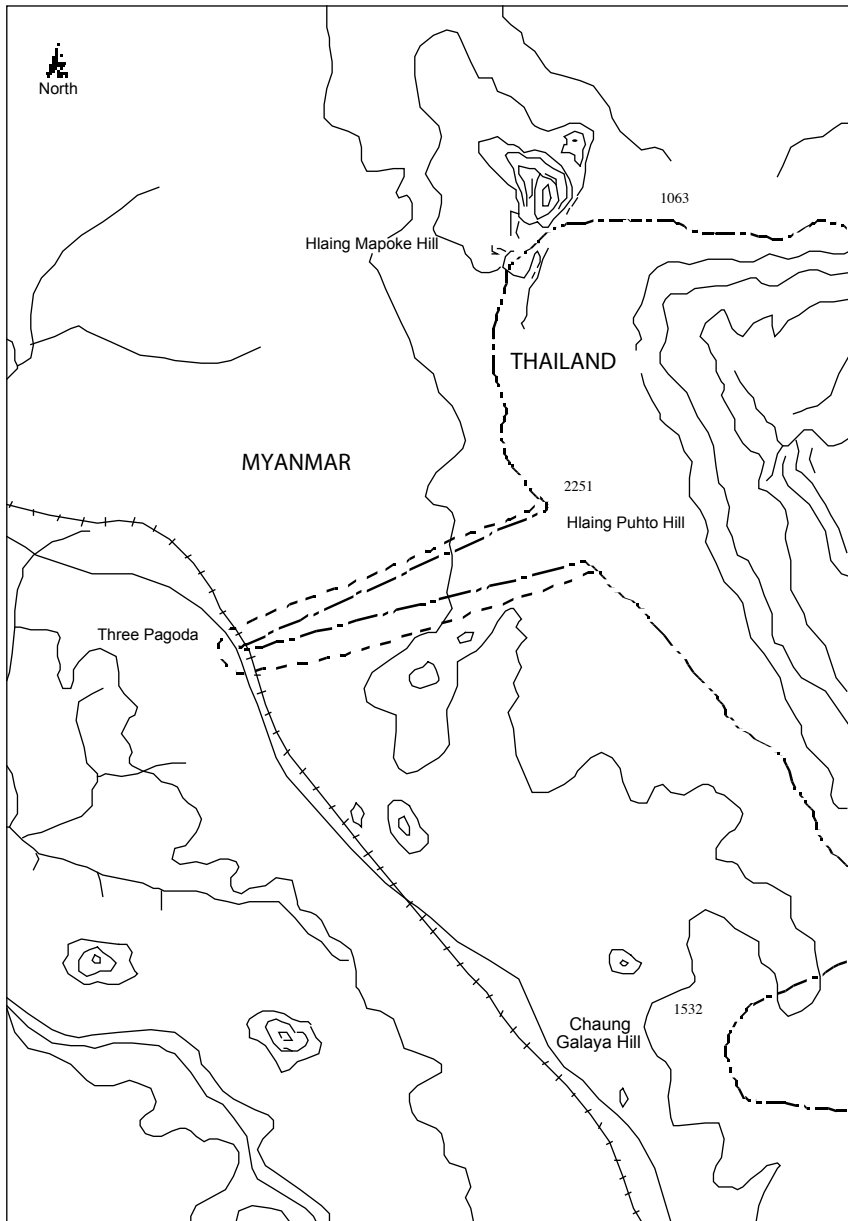 North
1063
Hlaing Mapoke Hill
THAILAND
MYANMAR
2251
Hlaing Puhto Hill
Three Pagoda
1532
Chaung
Galaya Hill